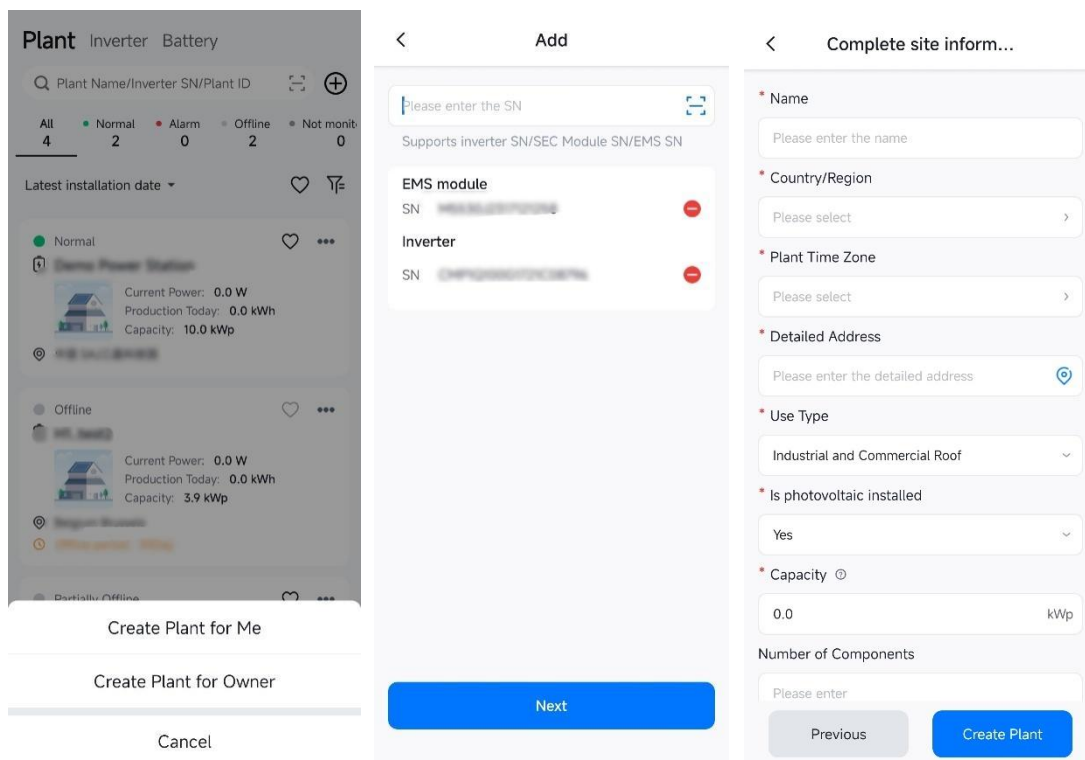 Plant Inverter Battery
Plant Name/Inverter SN/Plant ID
All Normal Alarm Offline Not monit
4 2 0 2 0
Latest installation date
Normal
Demo Power Station
Current Power: 0.0 W
Production Today: 0.0 kWh
Capacity: 10.0 kWp
Offline
Current Power: 0.0 W
Production Today: 0.0 kWh
Capacity: 3.9 kWp
Partially Offline
Create Plant for Me
Create Plant for Owner
Cancel
Add
Please enter the SN
Supports inverter SN/SEC Module SN/EMS SN
EMS module
SN
Inverter
SN
Next
Complete site inform...
* Name
Please enter the name
* Country/Region
Please select
* Plant Time Zone
Please select
* Detailed Address
Please enter the detailed address
* Use Type
Industrial and Commercial Roof
* Is photovoltaic installed
Yes
* Capacity
0.0 kWp
Number of Components
Please enter
Previous Create Plant